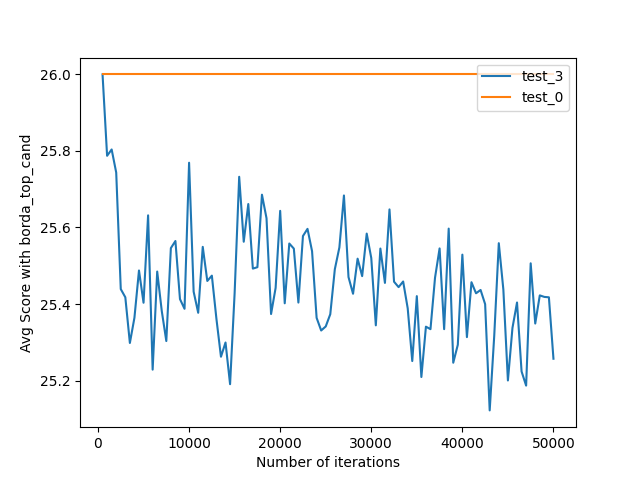 26.0
25.8
25.6
25.4
25.2
Avg Score with borda_top_cand
test_3
test_0
0 10000 20000 30000 40000 50000
Number of iterations